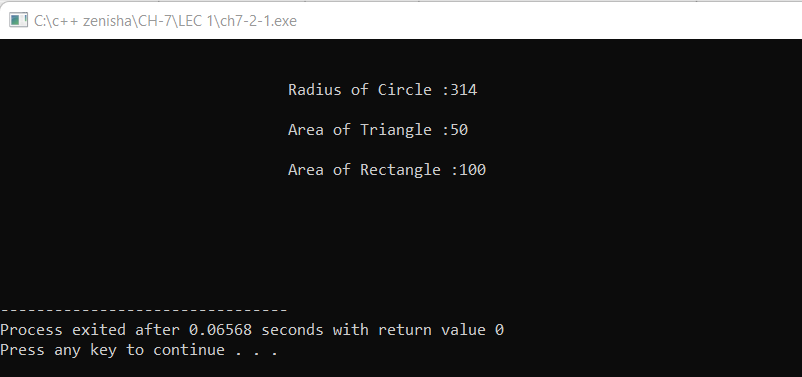 C:\c++ zenisha\CH-7\LEC 1\ch7-2-1.exe
Radius of Circle :314
Area of Triangle :50
Area of Rectangle :100
--------------------------------
Process exited after 0.06568 seconds with return value 0
Press any key to continue . . .